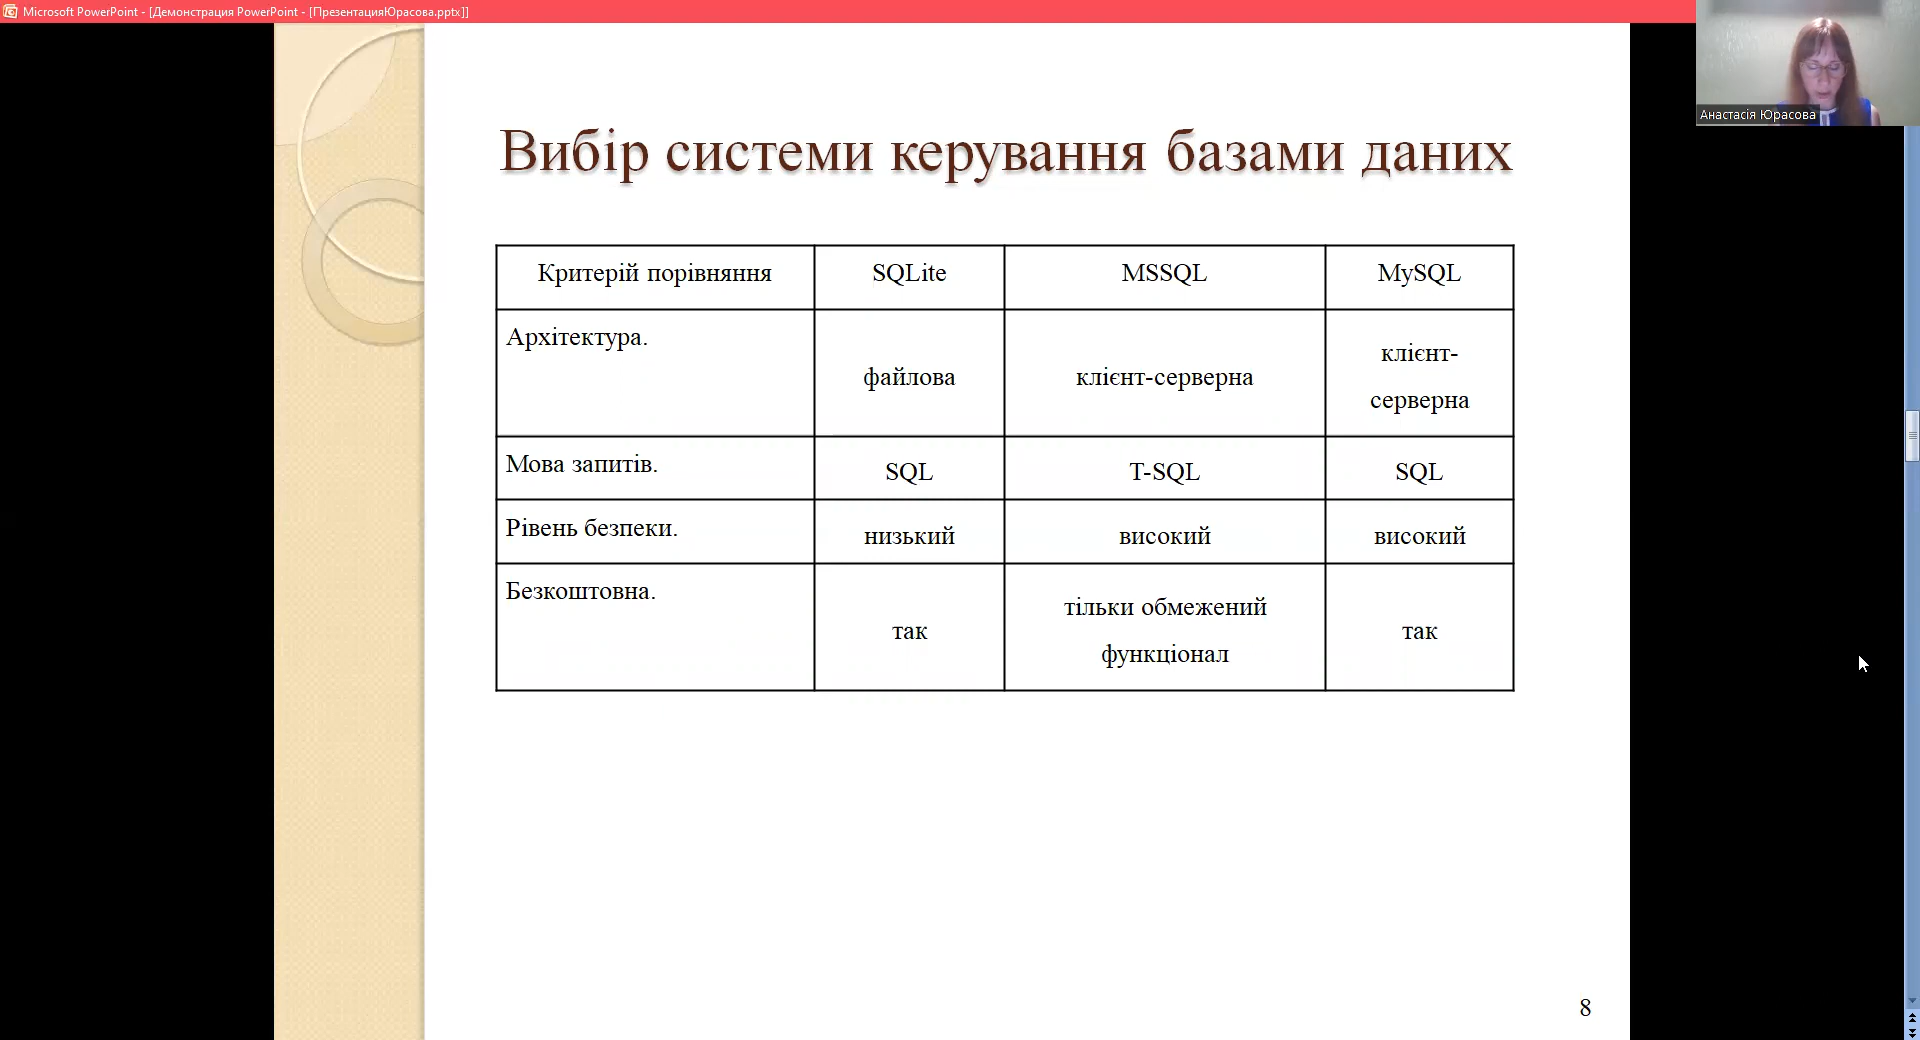 Microsoft PowerPoint - [Демонстрация PowerPoint - [ПрезентацияЮрасова.pptx]]
Анастасія Юрасова
Вибір системи керування базами даних
Критерій порівняння SQLite MSSQL MySQL
Архітектура. файлова клієнт-серверна клієнт-
серверна
Мова запитів. SQL T-SQL SQL
Рівень безпеки. низький високий високий
Безкоштовна. так тільки обмежений
функціонал так
8